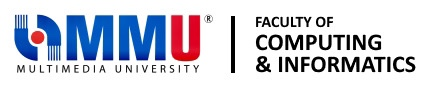 MMU®
MULTIMEDIA UNIVERSITY
FACULTY OF
COMPUTING
& INFORMATICS